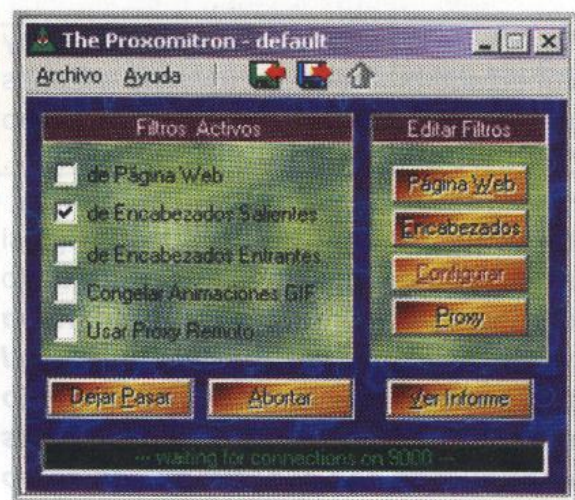 The Proxomitron - default
Archivo Ayuda
Filtros Activos
de Página Web
de Encabezados Salientes
de Encabezados Entrantes
Congelar Animaciones GIF
Usar Proxy Remoto
Editar Filtros
Página Web
Encabezados
Configurar
Proxy
Dejar Pasar
Abortar
Ver Informe
--- waiting for connections on 9000 ---